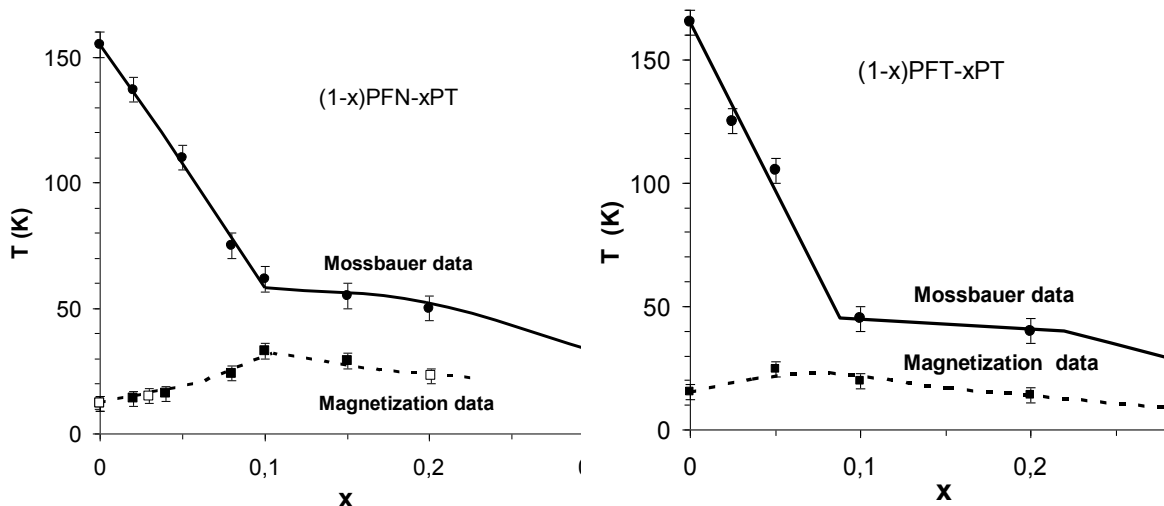 (1-x)PFN-xPT
T (K)
150
100
50
0
Mossbauer data
Magnetization data
0
0,1
0,2
x
(1-x)PFT-xPT
T (K)
150
100
50
0
Mossbauer data
Magnetization data
0
0,1
0,2
x